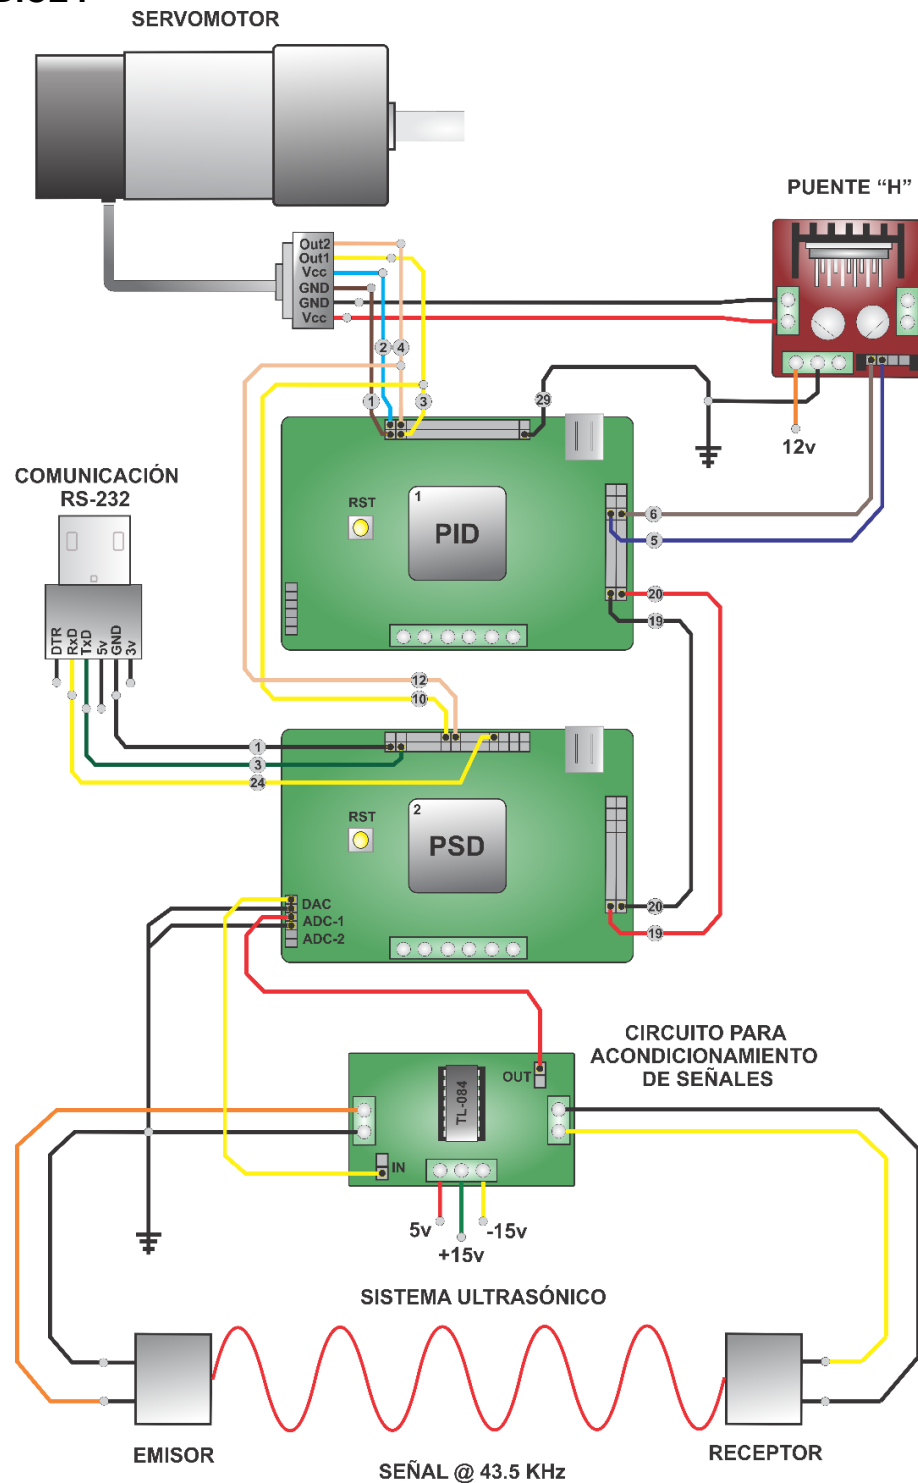 SERVOMOTOR
PUENTE “H”
Out2
Out1
Vcc
GND
GND
Vcc
2
4
1
3
29
12v
COMUNICACIÓN
RS-232
RST
1
PID
6
5
20
19
DTR
RxD
TxD
5v
GND
3v
12
10
1
3
24
RST
2
PSD
DAC
ADC-1
ADC-2
20
19
CIRCUITO PARA
ACONDICIONAMIENTO
DE SEÑALES
OUT
TL-084
IN
5v
-15v
+15v
SISTEMA ULTRASÓNICO
EMISOR
RECEPTOR
SEÑAL @ 43.5 KHz